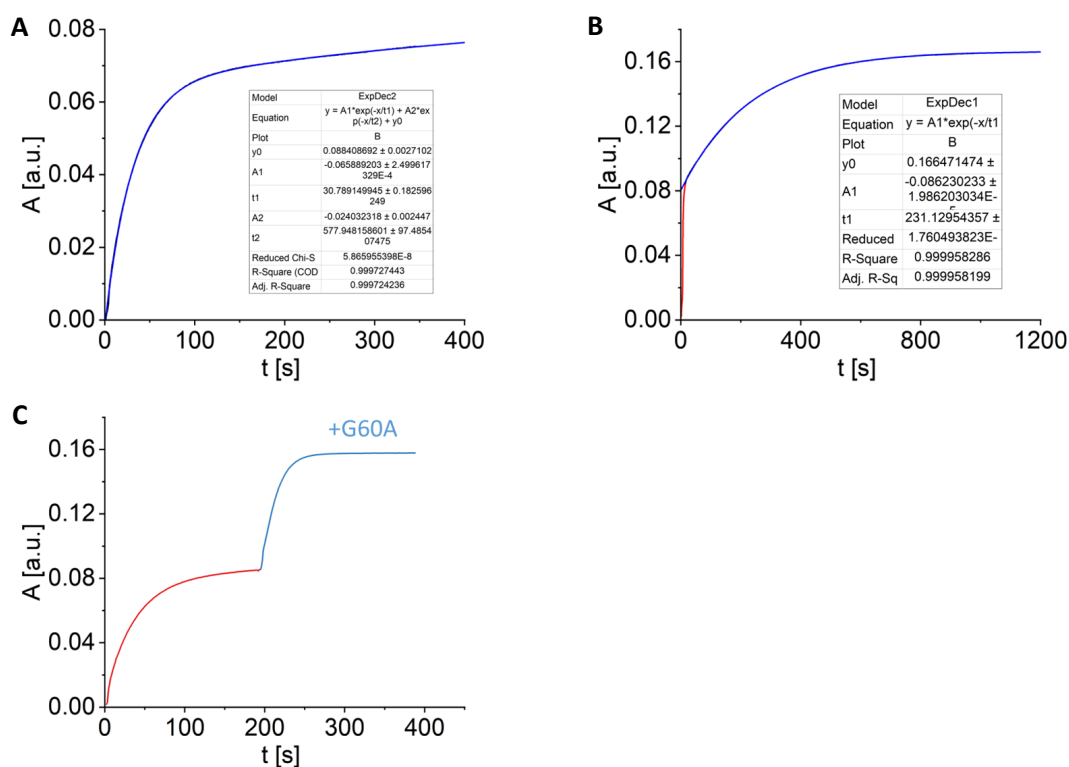 A
A [a.u.]
0.08
0.06
0.04
0.02
0.00
0 100 200 300 400
t [s]
Model ExpDec2
Equation y = A1*exp(-x/t1) + A2*ex
p(-x/t2) + y0
Plot B
y0 0.088408692 ± 0.0027102
A1 -0.065889203 ± 2.499617
329E-4
t1 30.789149945 ± 0.182596
249
A2 -0.024032318 ± 0.002447
t2 577.948158601 ± 97.4854
07475
Reduced Chi-S 5.865955398E-8
R-Square (COD 0.999727443
Adj. R-Square 0.999724236
B
A [a.u.]
0.16
0.12
0.08
0.04
0.00
0 400 800 1200
t [s]
Model ExpDec1
Equation y = A1*exp(-x/t1
Plot B
y0 0.166471474 ±
A1 -0.086230233 ±
1.986203034E-
t1 231.12954357 ±
Reduced 1.760493823E-
R-Square 0.999958286
Adj. R-Sq 0.999958199
C
A [a.u.]
0.16
0.12
0.08
0.04
0.00
0 100 200 300 400
t [s]
+G60A